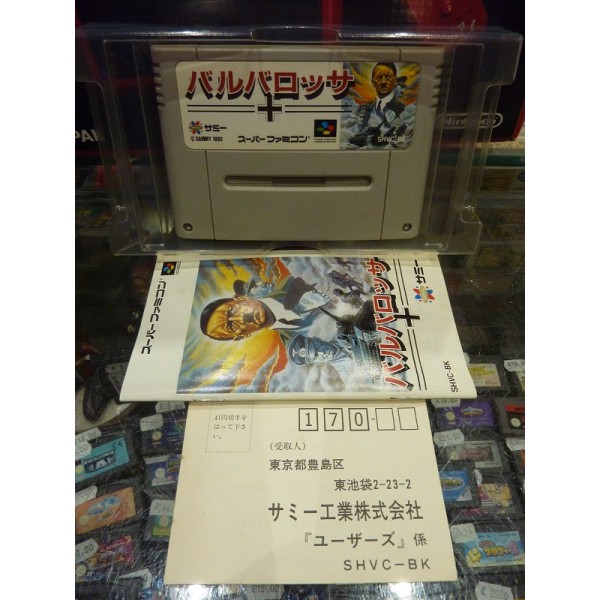 バルバロッサ
サミー
© SAMMY 1992
スーパーファミコン
SHVC-BK
Nintendo
PAK
スーパーファミコン
バルバロッサ
サミー
SHVC-BK
41円切手を
はって下さ
い。
170-
(受取人)
東京都豊島区
東池袋2-23-2
サミー工業株式会社
『ユーザーズ』係
SHVC-BK